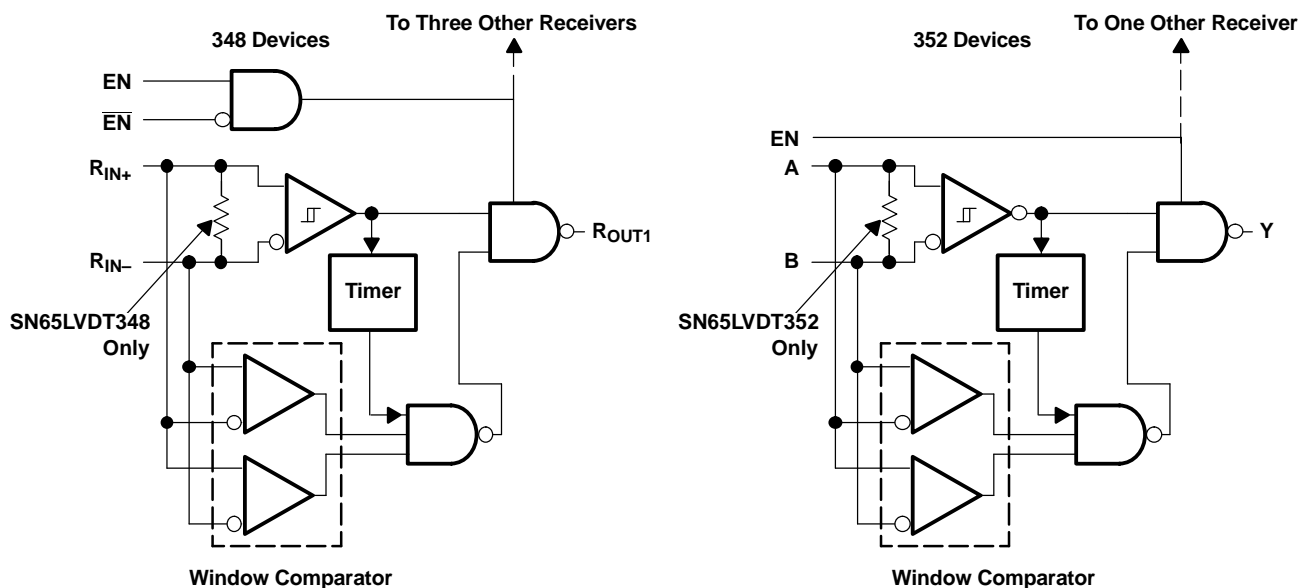 348 Devices
To Three Other Receivers
EN
EN
RIN+
RIN–
ROUT1
Timer
SN65LVDT348
Only
Window Comparator
352 Devices
To One Other Receiver
EN
A
B
Y
Timer
SN65LVDT352
Only
Window Comparator